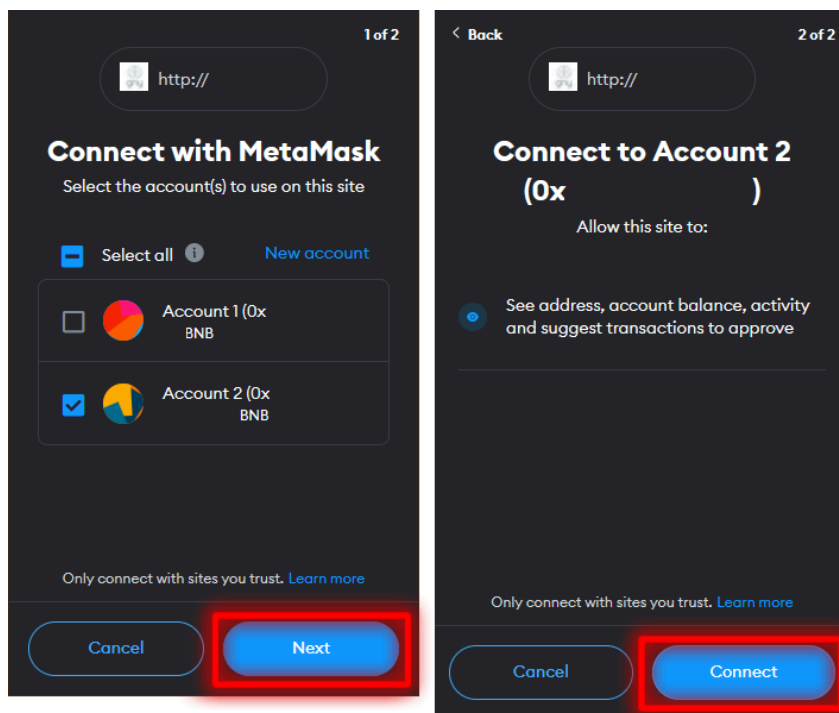 1 of 2
http://
Connect with MetaMask
Select the account(s) to use on this site
Select all
New account
Account 1 (0x
BNB
Account 2 (0x
BNB
Only connect with sites you trust. Learn more
Cancel
Next
< Back
2 of 2
http://
Connect to Account 2
(0x )
Allow this site to:
See address, account balance, activity
and suggest transactions to approve
Only connect with sites you trust. Learn more
Cancel
Connect